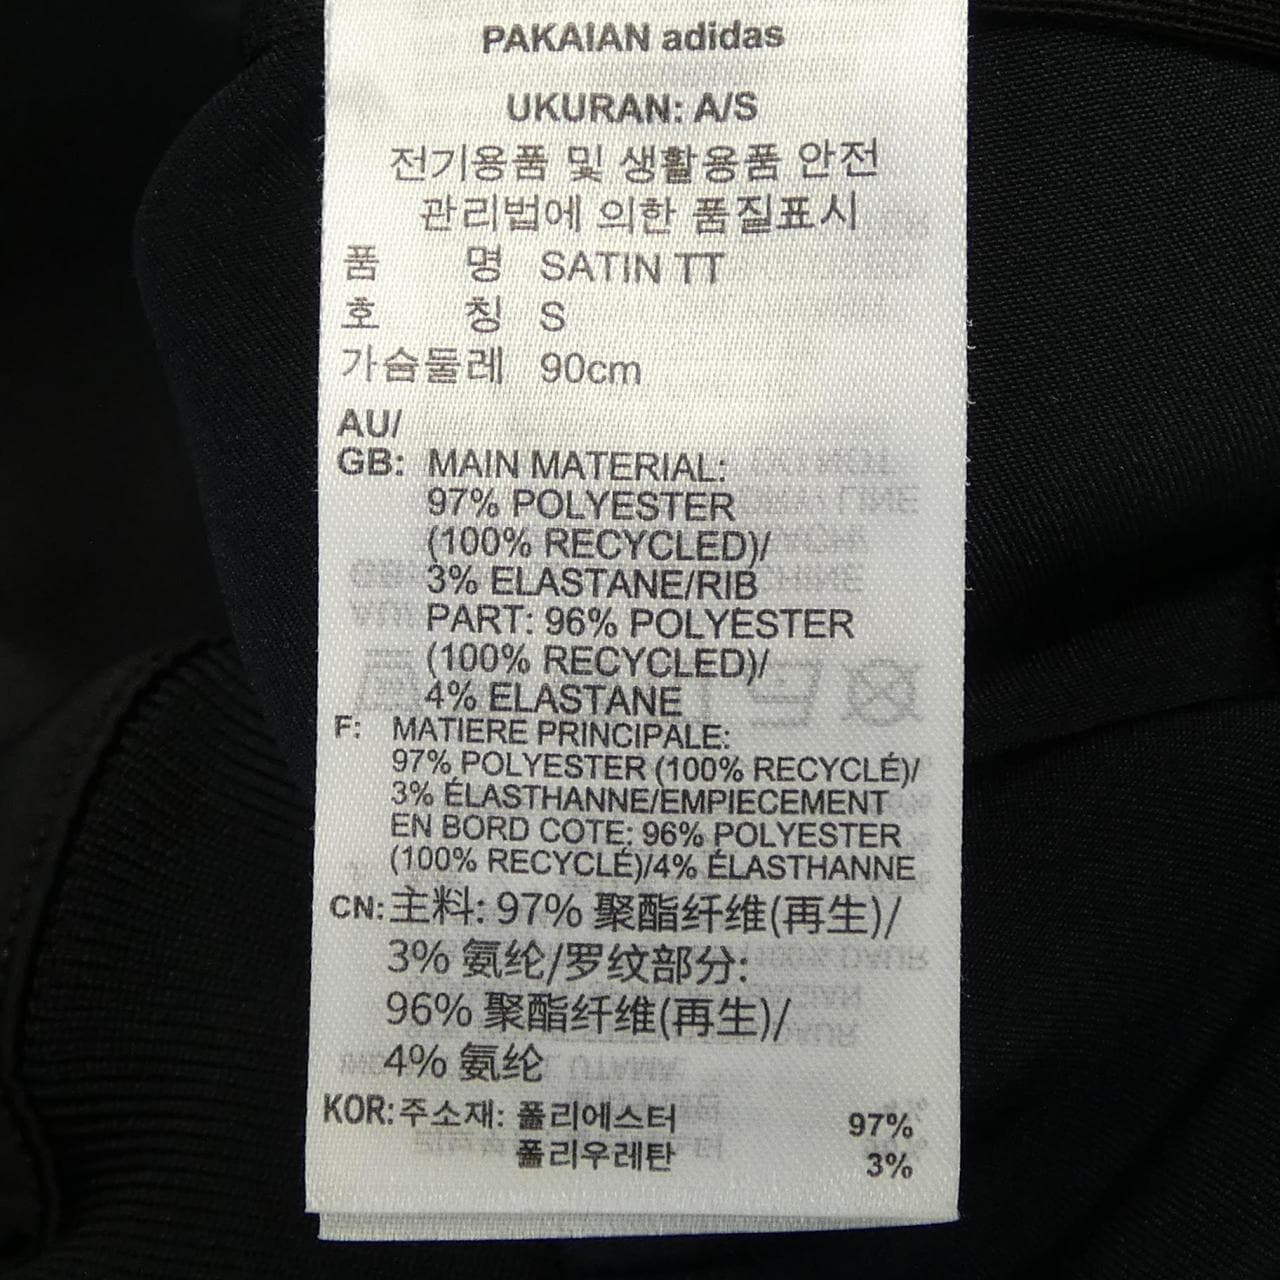 PAKAIAN adidas
UKURAN: A/S
전기용품 및 생활용품 안전
관리법에 의한 품질표시
품 명 SATIN TT
호 칭 S
가슴둘레 90cm
AU/
GB: MAIN MATERIAL:
97% POLYESTER
(100% RECYCLED)/
3% ELASTANE/RIB
PART: 96% POLYESTER
(100% RECYCLED)/
4% ELASTANE
F: MATIERE PRINCIPALE:
97% POLYESTER (100% RECYCLÉ)/
3% ÉLASTHANNE/EMPIECEMENT
EN BORD COTE: 96% POLYESTER
(100% RECYCLÉ)/4% ÉLASTHANNE
CN: 主料: 97% 聚酯纤维(再生)/
3% 氨纶/罗纹部分:
96% 聚酯纤维(再生)/
4% 氨纶
KOR: 주소재: 폴리에스터 97%
폴리우레탄 3%